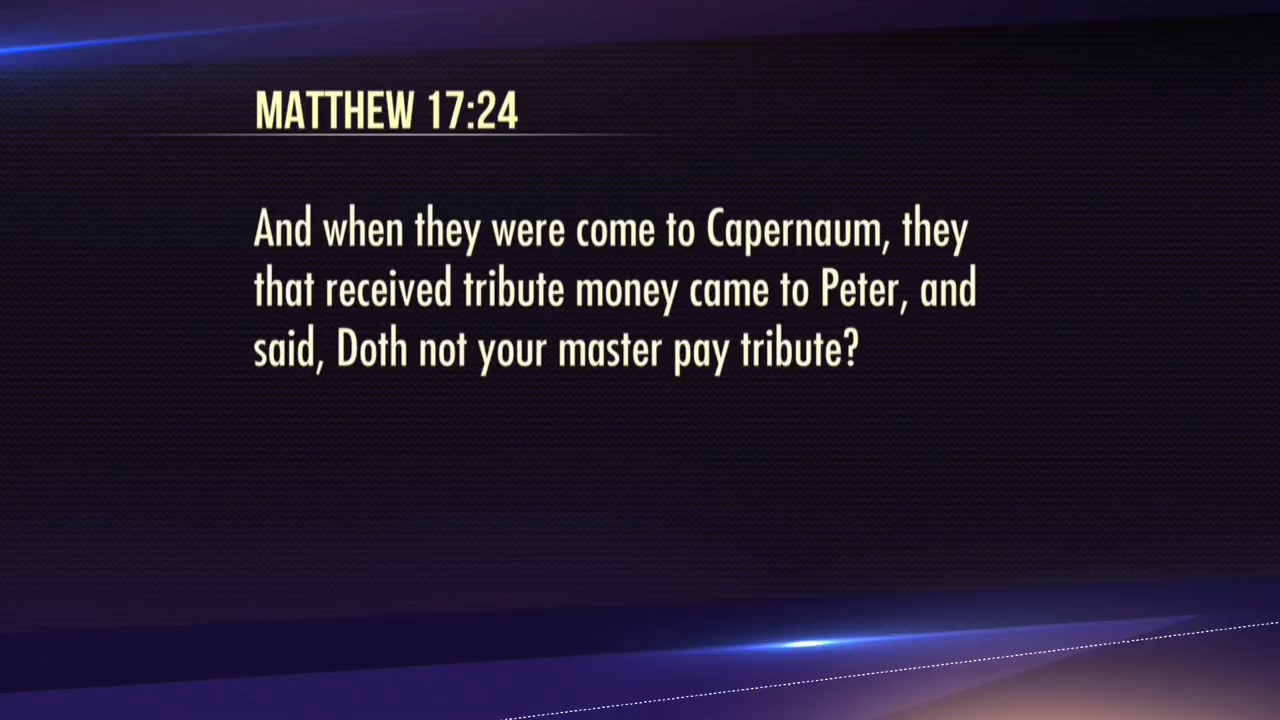 MATTHEW 17:24
And when they were come to Capernaum, they
that received tribute money came to Peter, and
said, Doth not your master pay tribute?